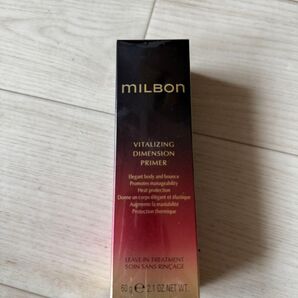 MILBON
VITALIZING
DIMENSION
PRIMER
Elegant body and bounce
Promotes manageability
Heat protection
Donne un corps élégant et élastique
Augmente la maniabilité
Protection thermique
LEAVE-IN TREATMENT
SOIN SANS RINÇAGE
60 g e 2.1 OZ NET WT.